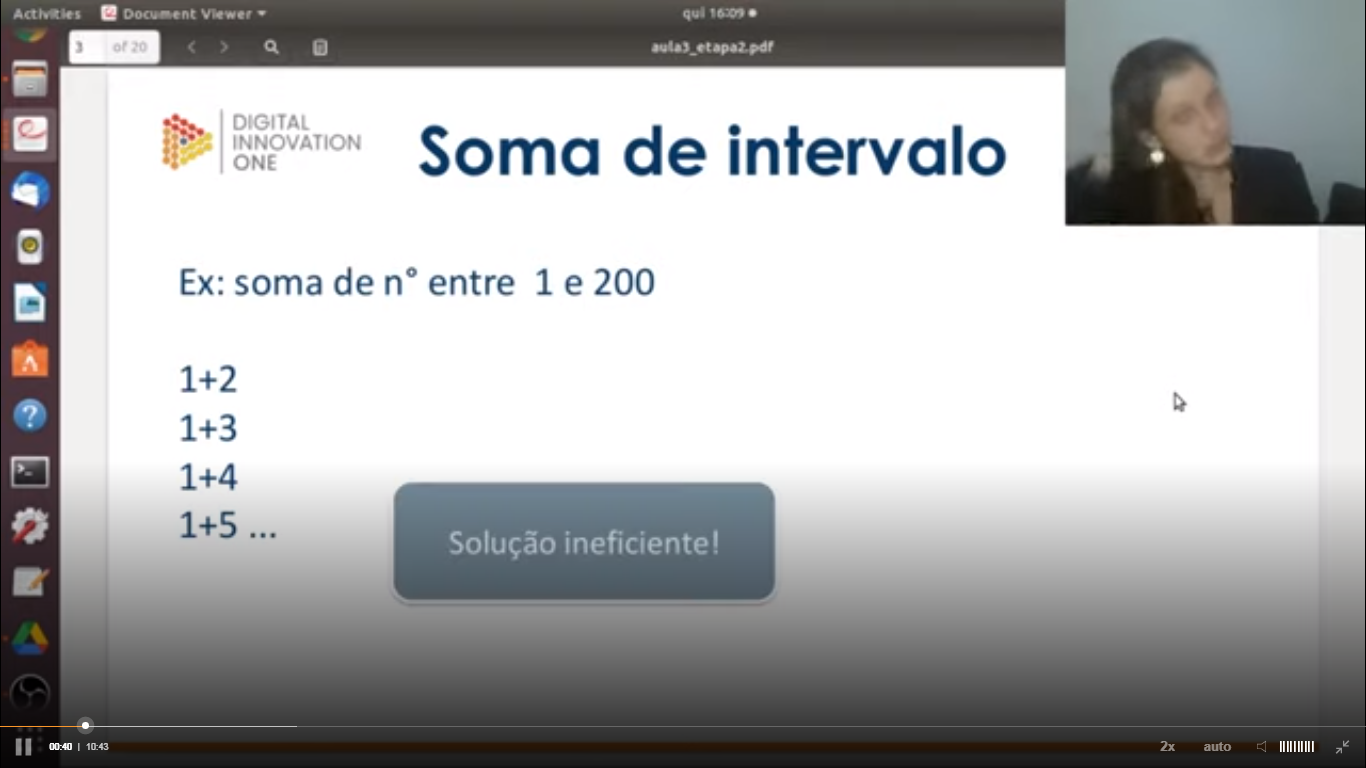 Activities Document Viewer qui 16:09
3 of 20 aula3_etapa2.pdf
DIGITAL
INNOVATION
ONE
Soma de intervalo
Ex: soma de n° entre 1 e 200
1+2
1+3
1+4
1+5 ...
Solução ineficiente!
00:40 | 10:43 2x auto